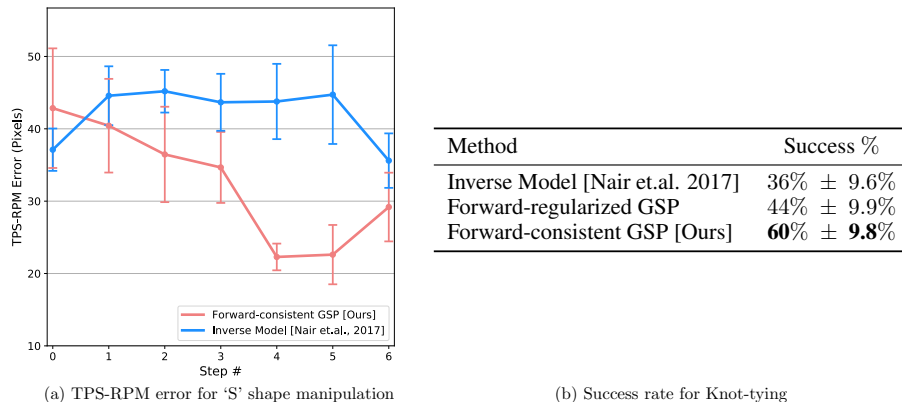 50
40
30
20
10
TPS-RPM Error (Pixels)
Forward-consistent GSP [Ours]
Inverse Model [Nair et.al., 2017]
0 1 2 3 4 5 6
Step #
(a) TPS-RPM error for ‘S’ shape manipulation
Method Success %
Inverse Model [Nair et.al. 2017] 36% ± 9.6%
Forward-regularized GSP 44% ± 9.9%
Forward-consistent GSP [Ours] 60% ± 9.8%
(b) Success rate for Knot-tying